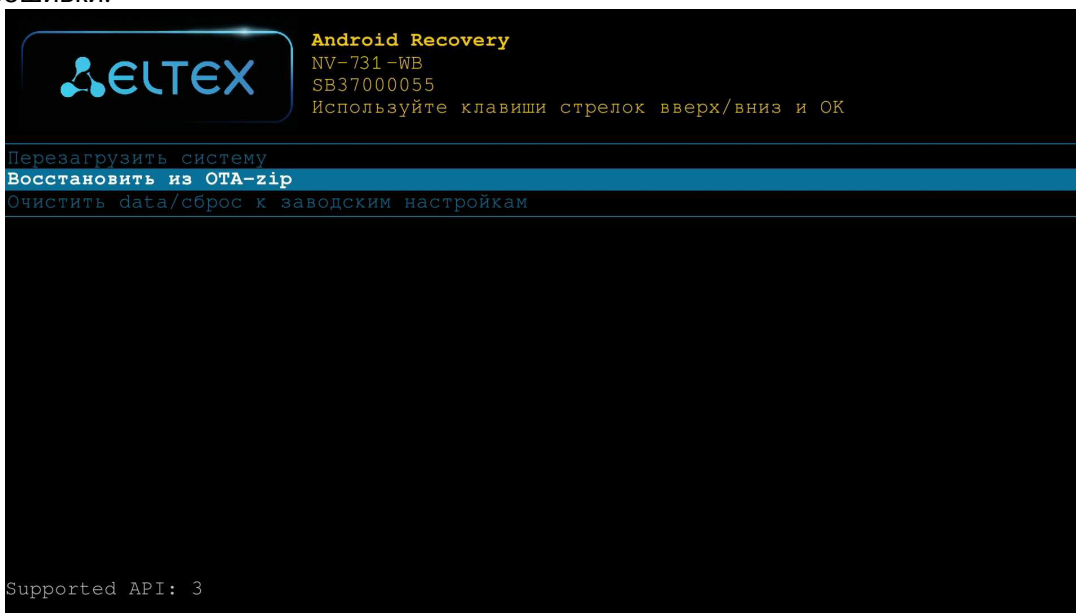 ELTEX
Android Recovery
NV-731-WB
SB37000055
Используйте клавиши стрелок вверх/вниз и OK
Перезагрузить систему
Восстановить из OTA-zip
Очистить data/сброс к заводским настройкам
Supported API: 3